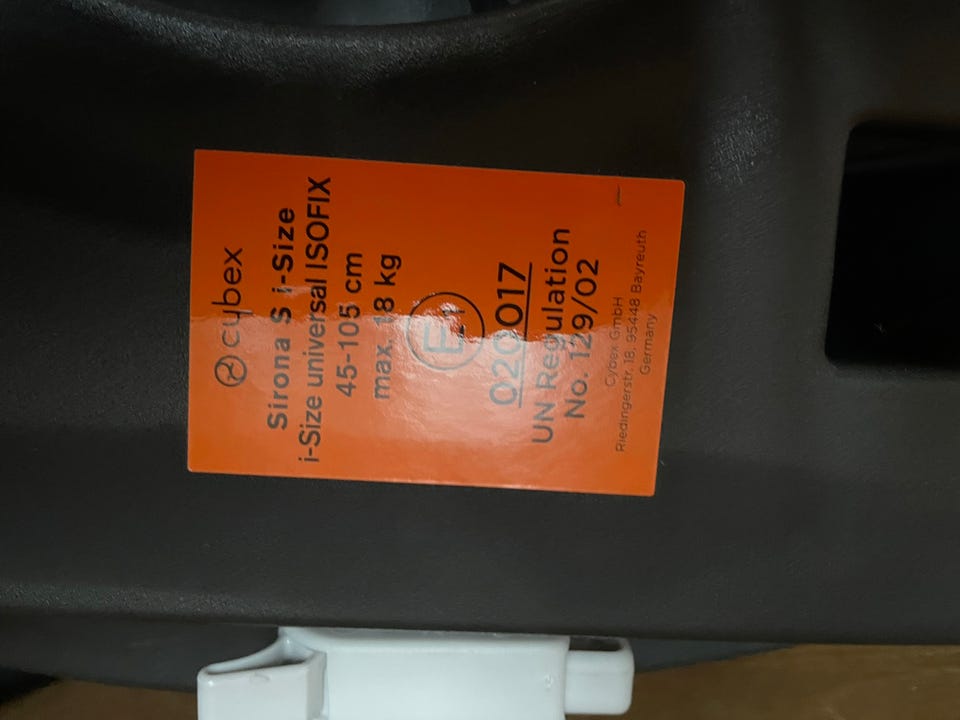 cybex
Sirona S i-Size
i-Size universal ISOFIX
45-105 cm
max. 18 kg
E
020017
UN Regulation
No. 129/02
Cybex GmbH
Riedingerstr. 18, 95448 Bayreuth
Germany